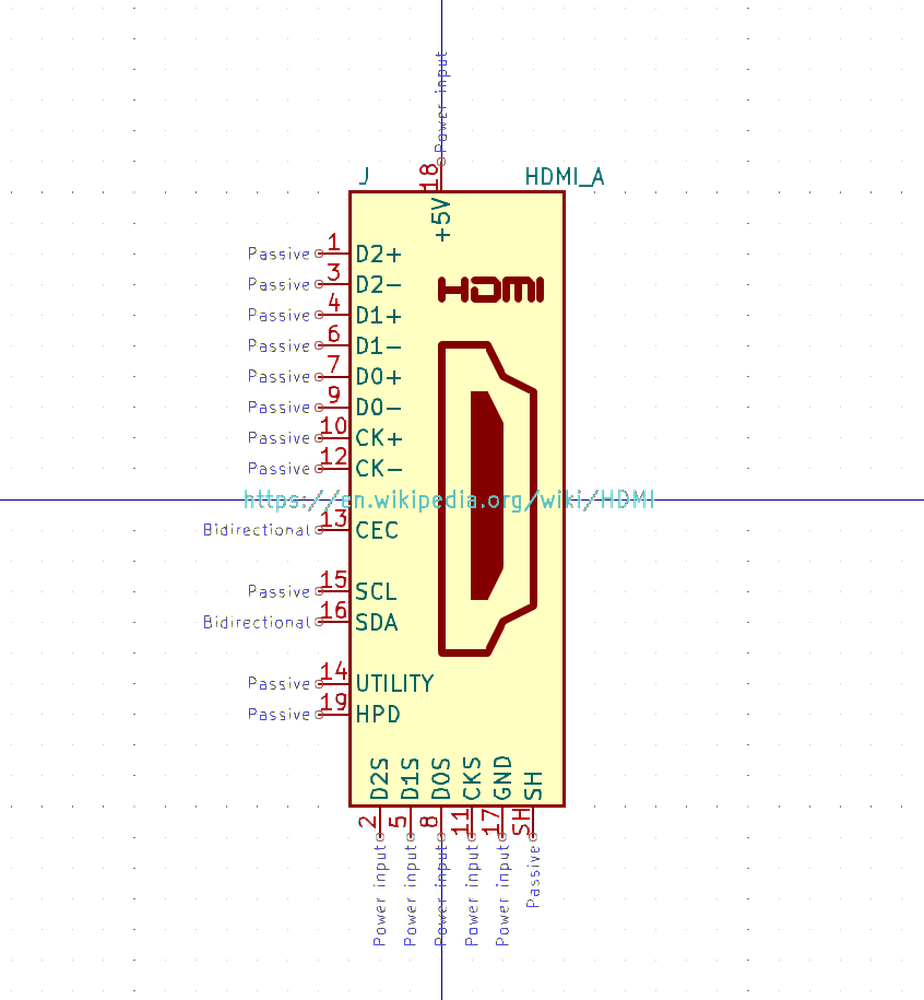 Power input
18
J
HDMI_A
+5V
Passive 1 D2+
HDMI
Passive 3 D2-
Passive 4 D1+
Passive 6 D1-
Passive 7 D0+
Passive 9 D0-
Passive 10 CK+
Passive 12 CK-
https://en.wikipedia.org/wiki/HDMI
Bidirectional 13 CEC
Passive 15 SCL
Bidirectional 16 SDA
Passive 14 UTILITY
Passive 19 HPD
D2S D1S D0S CKS GND SH
2 5 8 11 17 SH
Power input Power input Power input Power input Power input Passive